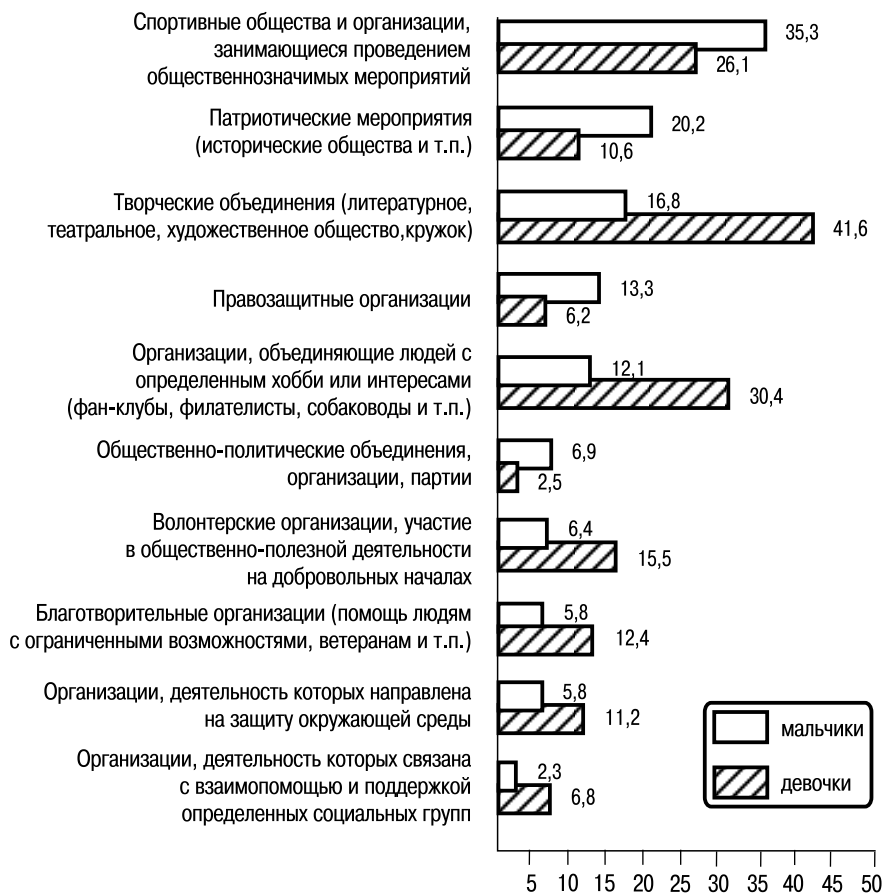 Спортивные общества и организации,
занимающиеся проведением
общественнозначимых мероприятий
35,3
26,1
Патриотические мероприятия
(исторические общества и т.п.)
20,2
10,6
Творческие объединения (литературное,
театральное, художественное общество,кружок)
16,8
41,6
Правозащитные организации
13,3
6,2
Организации, объединяющие людей с
определенным хобби или интересами
(фан-клубы, филателисты, собаководы и т.п.)
12,1
30,4
Общественно-политические объединения,
организации, партии
6,9
2,5
Волонтерские организации, участие
в общественно-полезной деятельности
на добровольных началах
6,4
15,5
Благотворительные организации (помощь людям
с ограниченными возможностями, ветеранам и т.п.)
5,8
12,4
Организации, деятельность которых направлена
на защиту окружающей среды
5,8
11,2
Организации, деятельность которых связана
с взаимопомощью и поддержкой
определенных социальных групп
2,3
6,8
мальчики
девочки
5 10 15 20 25 30 35 40 45 50